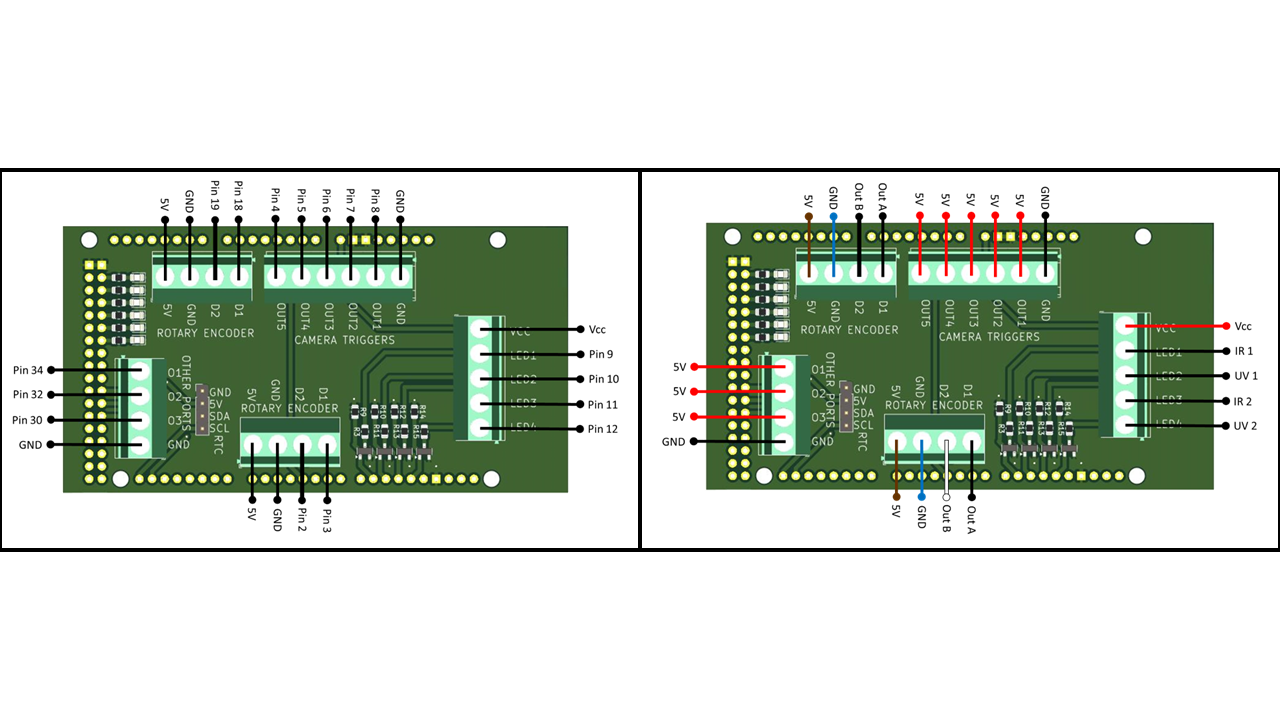 5V
GND
Pin 19
Pin 18
Pin 4
Pin 5
Pin 6
Pin 7
Pin 8
GND
5V
GND
D2
D1
ROTARY ENCODER
OUT5
OUT4
OUT3
OUT2
OUT1
GND
CAMERA TRIGGERS
VCC
LED1
LED2
LED3
LED4
Vcc
Pin 9
Pin 10
Pin 11
Pin 12
Pin 34
Pin 32
Pin 30
GND
O1
O2
O3
GND
OTHER PORTS
GND
5V
SDA
SCL
RTC
5V
GND
D2
D1
ROTARY ENCODER
R9
R10
R12
R14
R3
R11
R13
R15
5V
GND
Pin 2
Pin 3
5V
GND
Out B
Out A
5V
5V
5V
5V
5V
GND
5V
GND
D2
D1
ROTARY ENCODER
OUT5
OUT4
OUT3
OUT2
OUT1
GND
CAMERA TRIGGERS
VCC
LED1
LED2
LED3
LED4
Vcc
IR 1
UV 1
IR 2
UV 2
5V
5V
5V
GND
O1
O2
O3
GND
OTHER PORTS
GND
5V
SDA
SCL
RTC
5V
GND
D2
D1
ROTARY ENCODER
R9
R10
R12
R14
R3
R11
R13
R15
5V
GND
Out B
Out A